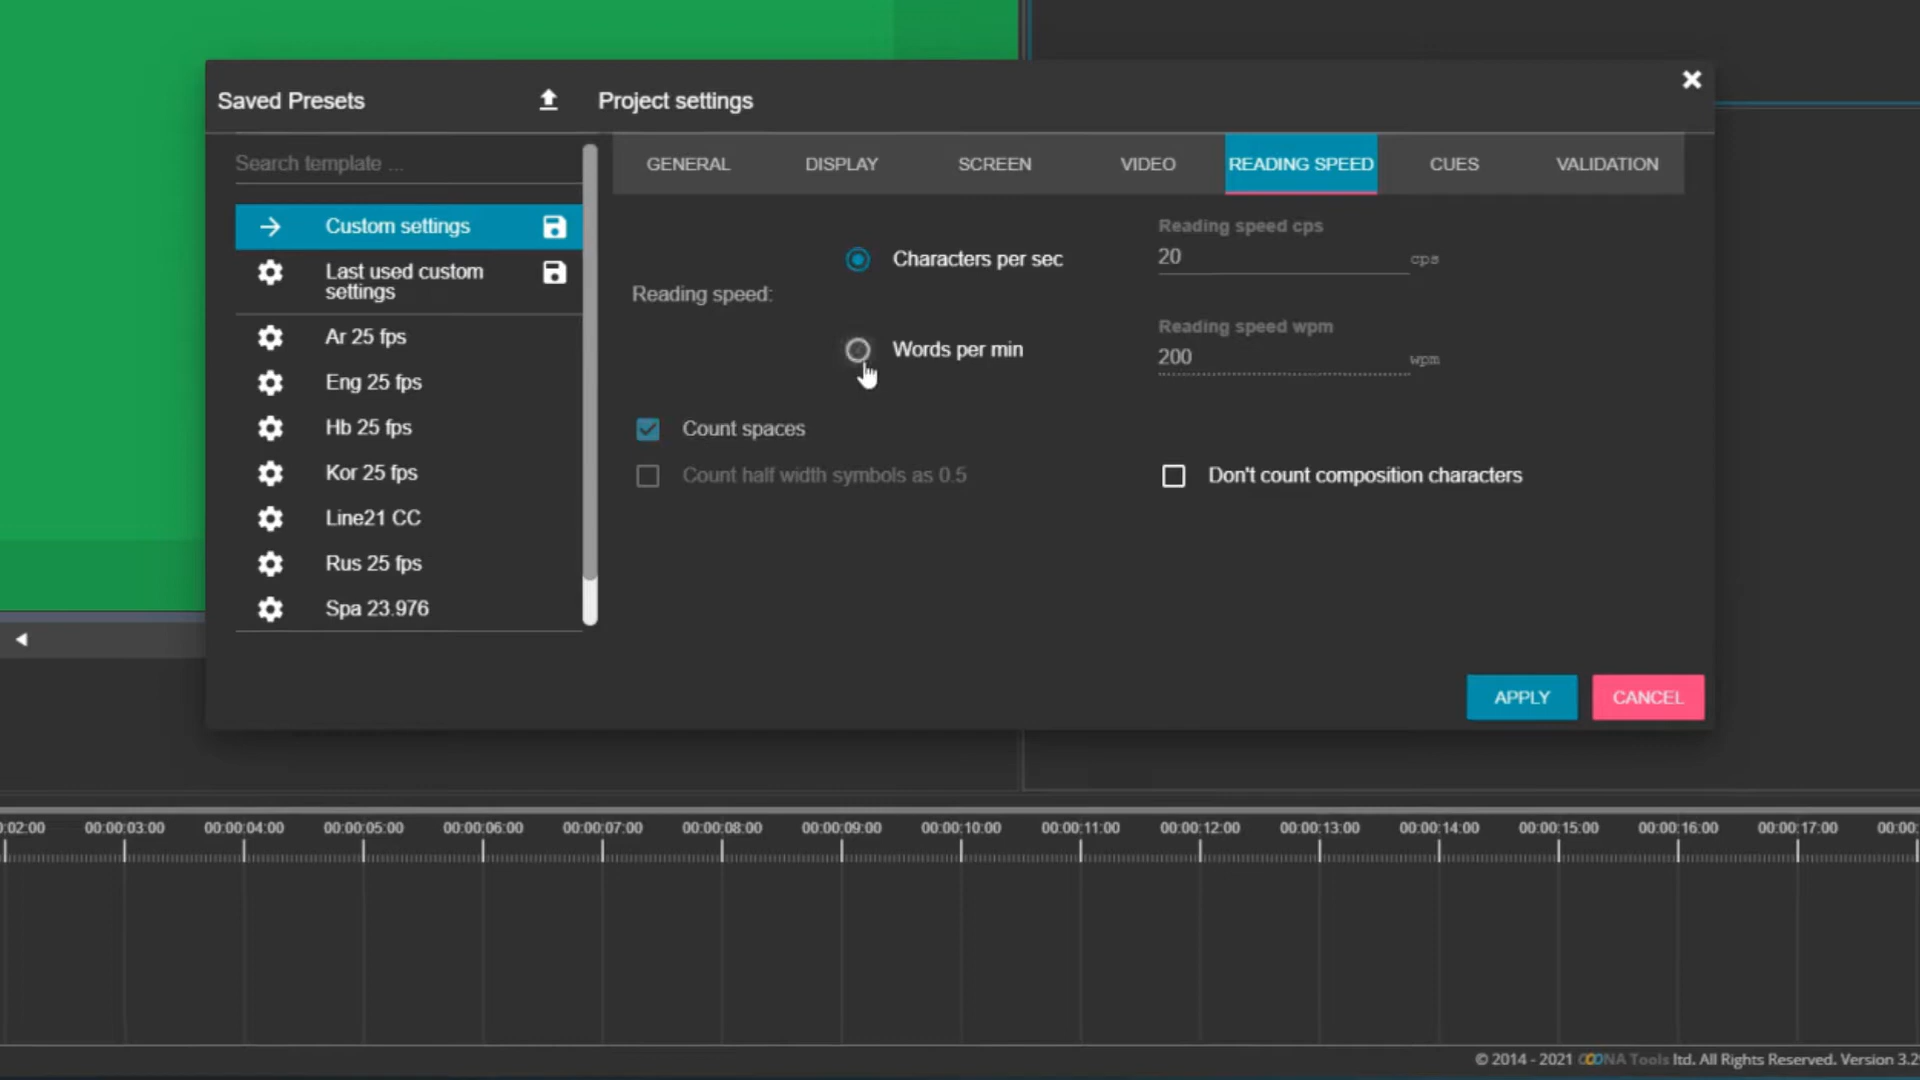 Saved Presets
Project settings
Search template ...
GENERAL
DISPLAY
SCREEN
VIDEO
READING SPEED
CUES
VALIDATION
Custom settings
Last used custom
settings
Ar 25 fps
Eng 25 fps
Hb 25 fps
Kor 25 fps
Line21 CC
Rus 25 fps
Spa 23.976
Reading speed:
Characters per sec
Reading speed cps
20 cps
Words per min
Reading speed wpm
200 wpm
Count spaces
Count half width symbols as 0.5
Don't count composition characters
APPLY
CANCEL
0:02:00 00:00:03:00 00:00:04:00 00:00:05:00 00:00:06:00 00:00:07:00 00:00:08:00 00:00:09:00 00:00:10:00 00:00:11:00 00:00:12:00 00:00:13:00 00:00:14:00 00:00:15:00 00:00:16:00 00:00:17:00 00:00:
© 2014 - 2021 OOONA Tools ltd. All Rights Reserved. Version 3.2